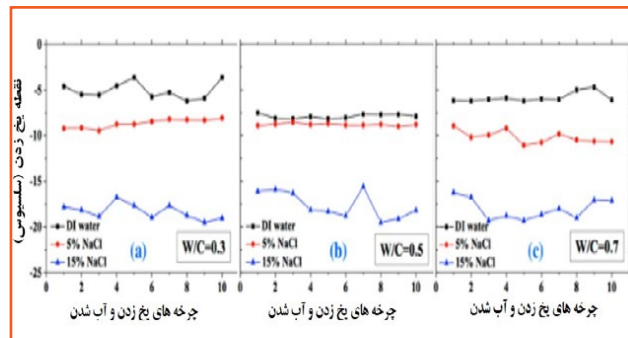 نقطه یخ زدن (سلسیوس)
0
-5
-10
-15
-20
-25
DI water
5% NaCl
15% NaCl
(a)
W/C=0.3
0 2 4 6 8 10
چرخه های یخ زدن و آب شدن
DI water
5% NaCl
15% NaCl
(b)
W/C=0.5
0 2 4 6 8 10
چرخه های یخ زدن و آب شدن
DI water
5% NaCl
15% NaCl
(c)
W/C=0.7
0 2 4 6 8 10
چرخه های یخ زدن و آب شدن